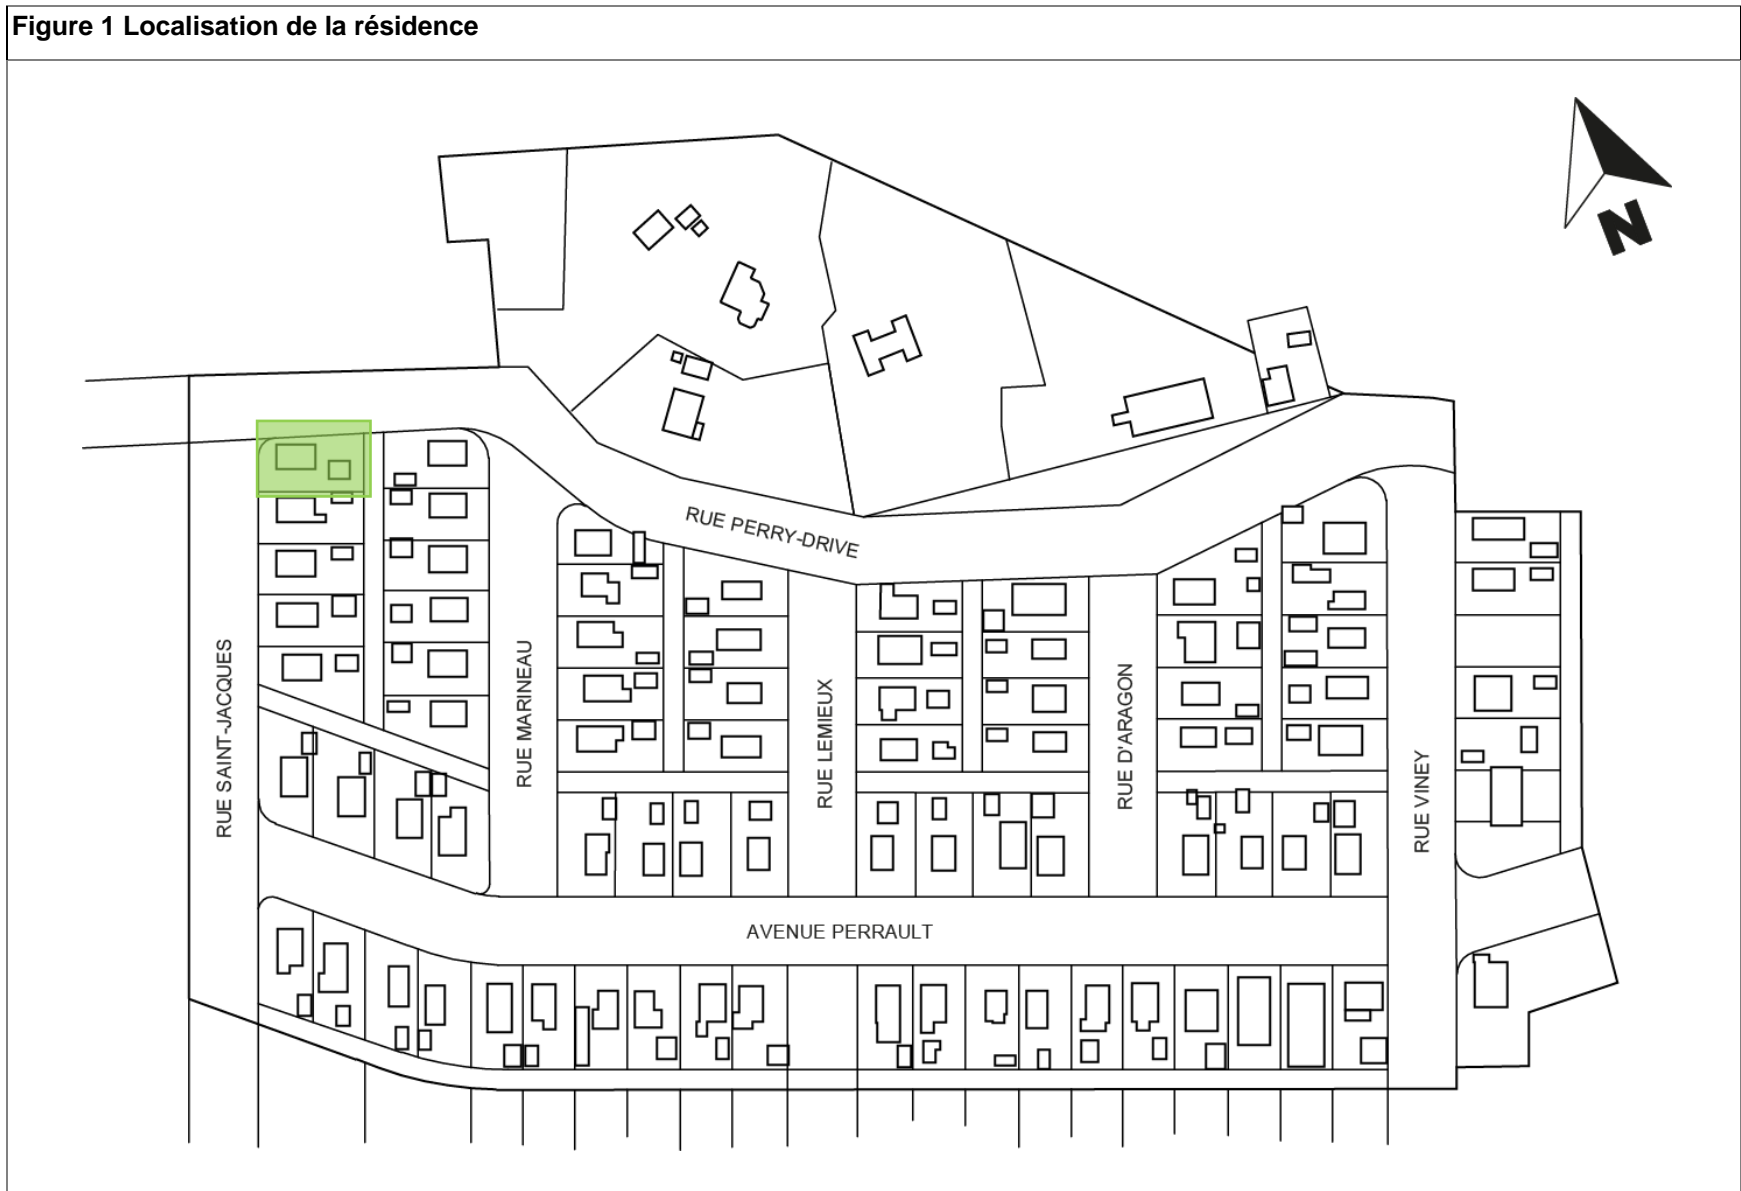 Figure 1 Localisation de la résidence
N
RUE PERRY-DRIVE
RUE SAINT-JACQUES
RUE MARINEAU
RUE LEMIEUX
RUE D'ARAGON
RUE VINEY
AVENUE PERRAULT